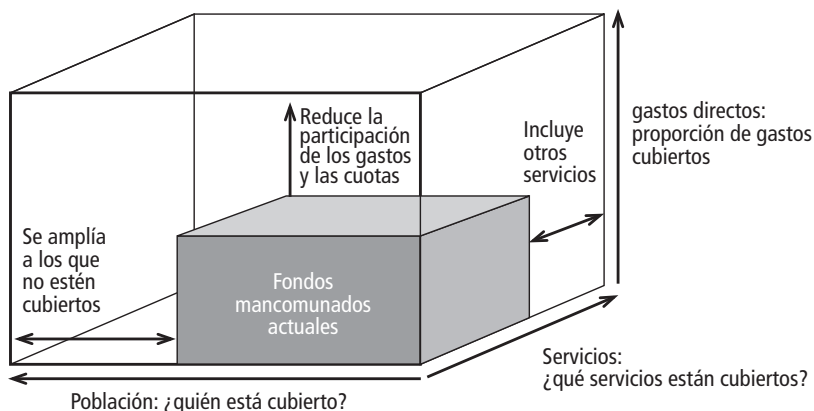 Reduce la
participación
de los gastos
y las cuotas
Incluye
otros
servicios
gastos directos:
proporción de gastos
cubiertos
Se amplía
a los que
no estén
cubiertos
Fondos
mancomunados
actuales
Servicios:
¿qué servicios están cubiertos?
Población: ¿quién está cubierto?